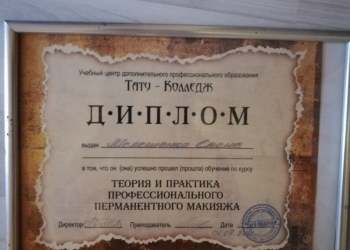 Учебный центр дополнительного профессионального образования
Тату - Колледж
Д·И·П·Л·О·М
выдан
в том, что он (она) успешно прошел (прошла) обучение по курсу
ТЕОРИЯ И ПРАКТИКА
ПРОФЕССИОНАЛЬНОГО
ПЕРМАНЕНТНОГО МАКИЯЖА
Директор Преподаватель Дата